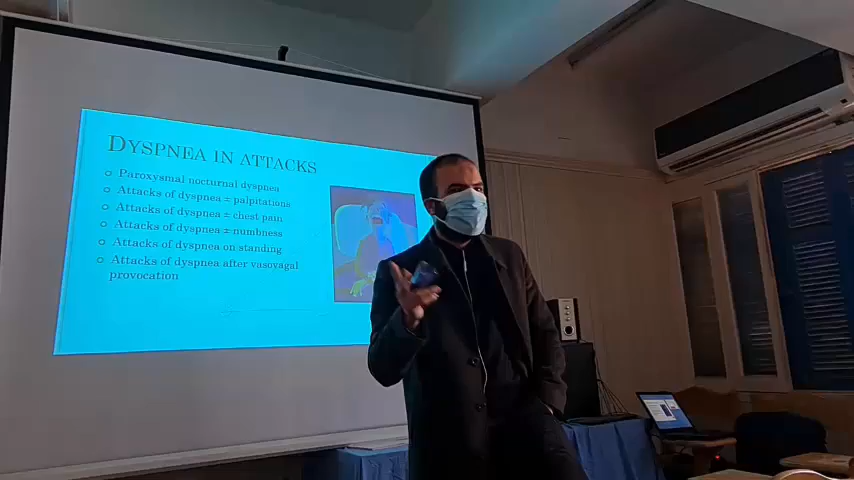 DYSPNEA IN ATTACKS
Paroxysmal nocturnal dyspnea
Attacks of dyspnea = palpitations
Attacks of dyspnea = chest pain
Attacks of dyspnea = numbness
Attacks of dyspnea on standing
Attacks of dyspnea after vasovagal
provocation